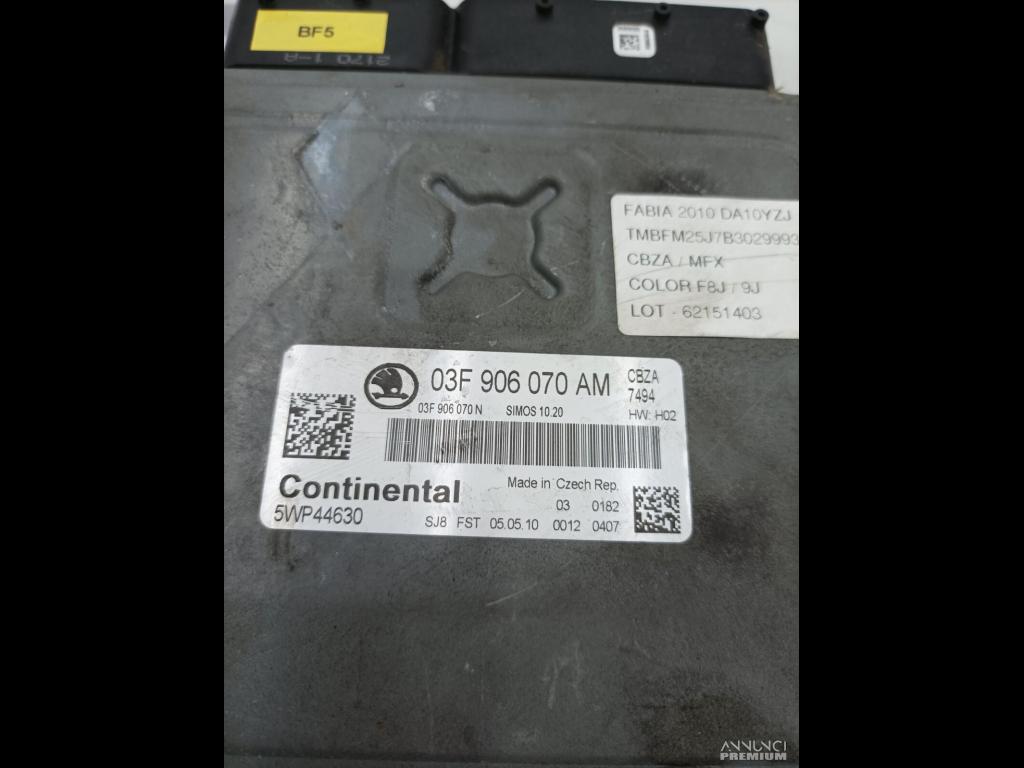 BF5
2170 1-A
FABIA 2010 DA10YZJ
TMBFM25J7B3029993
CBZA / MFX
COLOR F8J / 9J
LOT - 62151403
03F 906 070 AM
CBZA
7494
03F 906 070 N SIMOS 10.20 HW: H02
Continental
Made in Czech Rep.
5WP44630
03 0182
SJ8 FST 05.05.10 0012 0407
ANNUNCI
PREMIUM